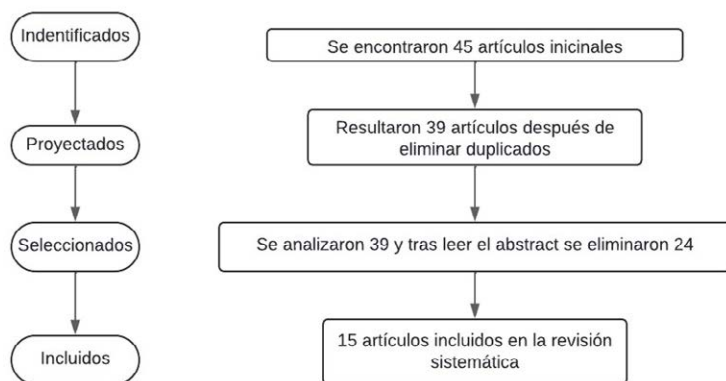 Indentificados
Se encontraron 45 artículos inicinales
Proyectados
Resultaron 39 artículos después de
eliminar duplicados
Seleccionados
Se analizaron 39 y tras leer el abstract se eliminaron 24
Incluidos
15 artículos incluidos en la revisión
sistemática